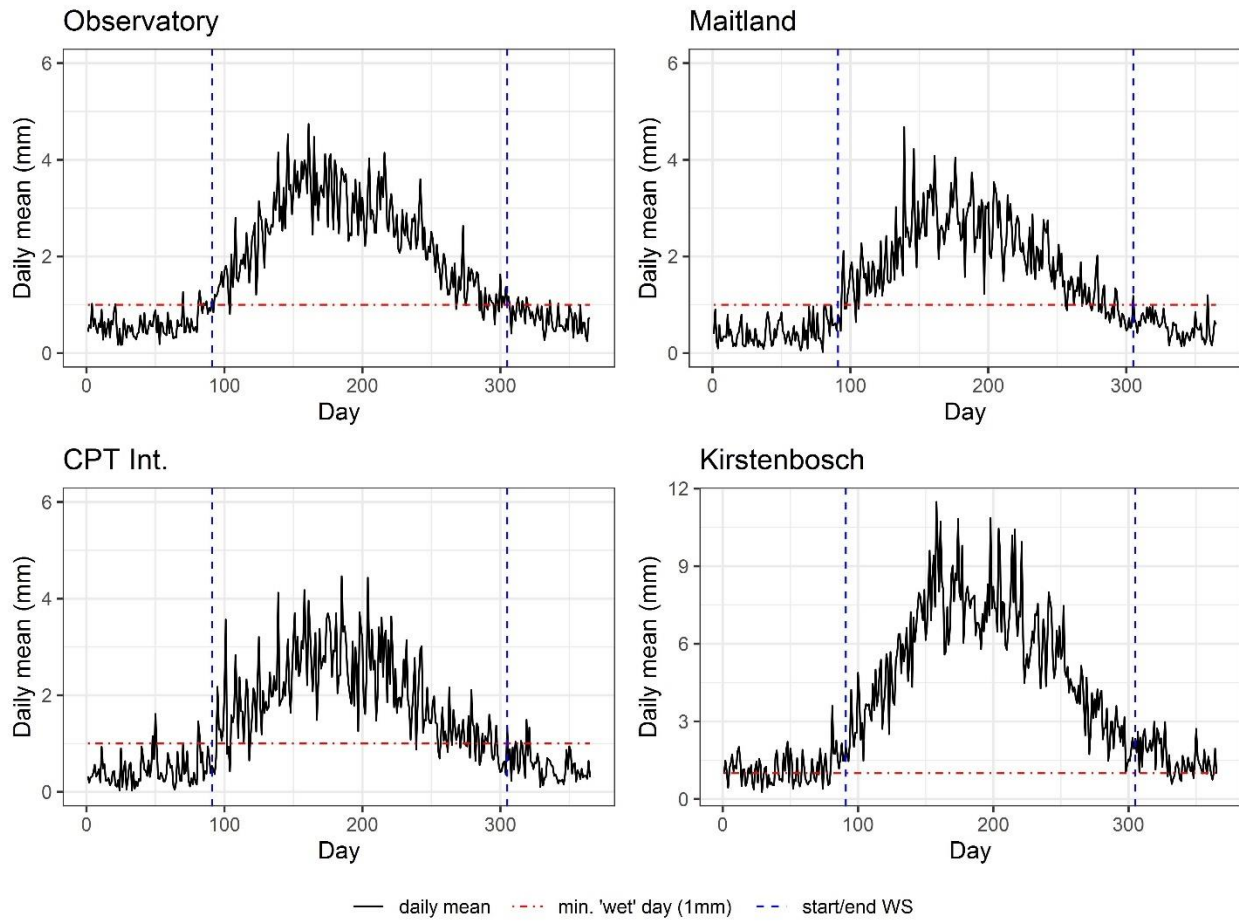 Observatory
Maitland
Daily mean (mm)
6
4
2
0
0 100 200 300
Day
Daily mean (mm)
6
4
2
0
0 100 200 300
Day
CPT Int.
Kirstenbosch
Daily mean (mm)
6
4
2
0
0 100 200 300
Day
Daily mean (mm)
12
9
6
3
0
0 100 200 300
Day
daily mean min. 'wet' day (1mm) start/end WS